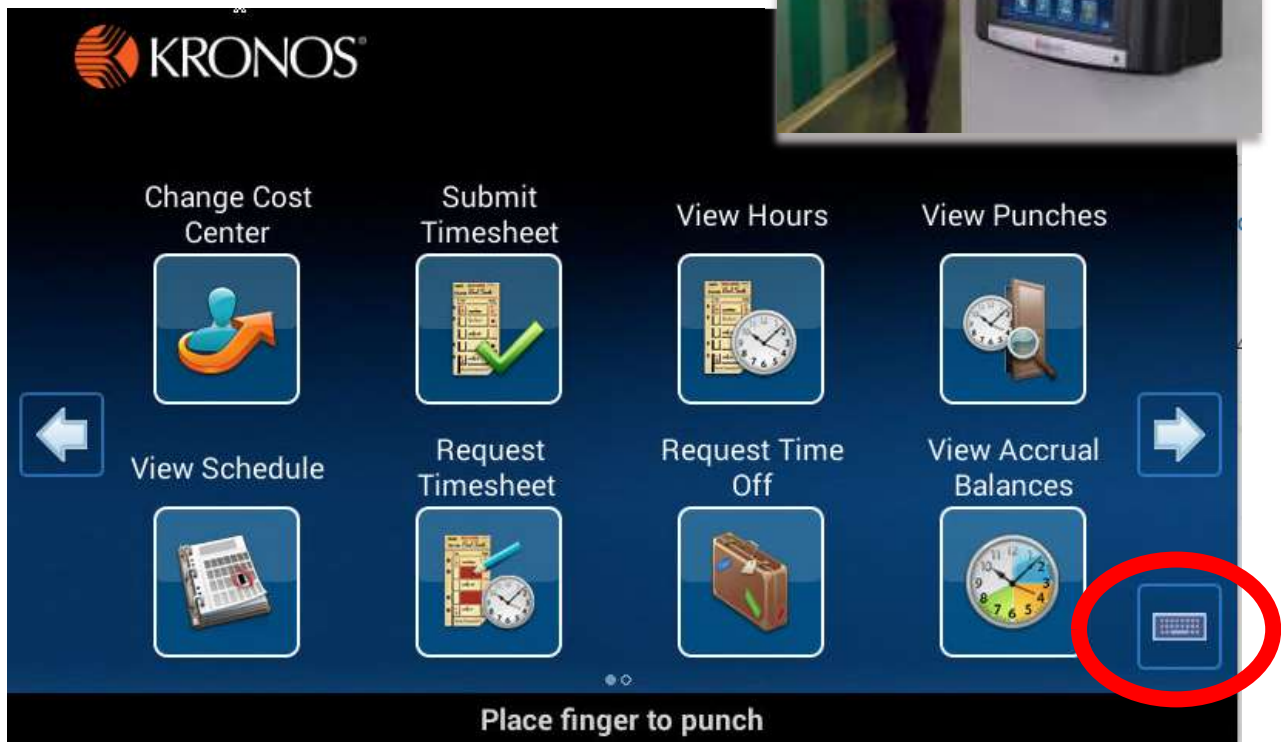 KRONOS®
Change Cost
Center
Submit
Timesheet
View Hours
View Punches
View Schedule
Request
Timesheet
Request Time
Off
View Accrual
Balances
Place finger to punch